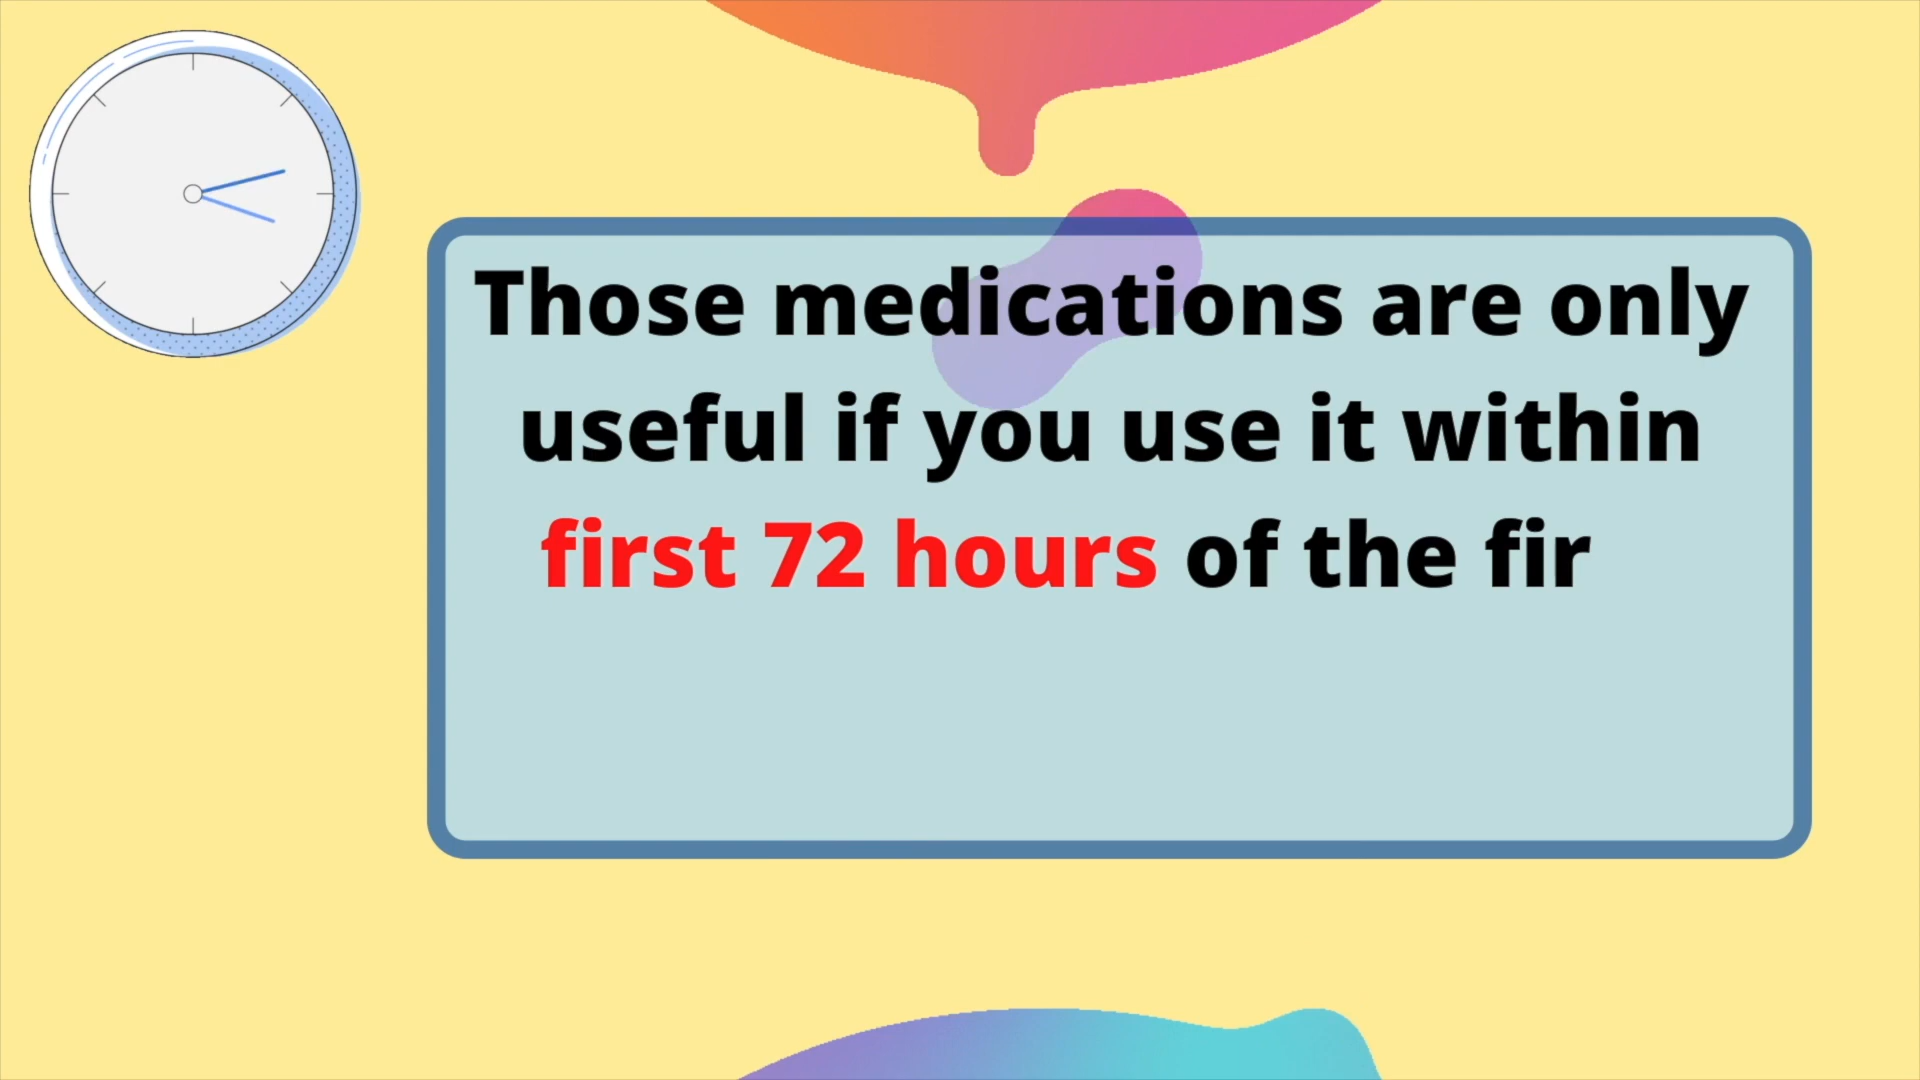 Those medications are only
useful if you use it within
first 72 hours of the fir